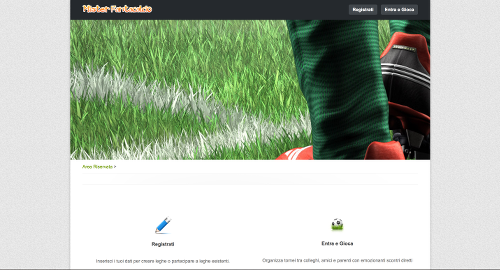 Mister Fantacalcio
Registrati
Entra e Gioca
Area Riservata >
Registrati
Entra e Gioca
Inserisci i tuoi dati per creare leghe o partecipare a leghe esistenti.
Organizza tornei tra colleghi, amici e parenti con emozionanti scontri diretti